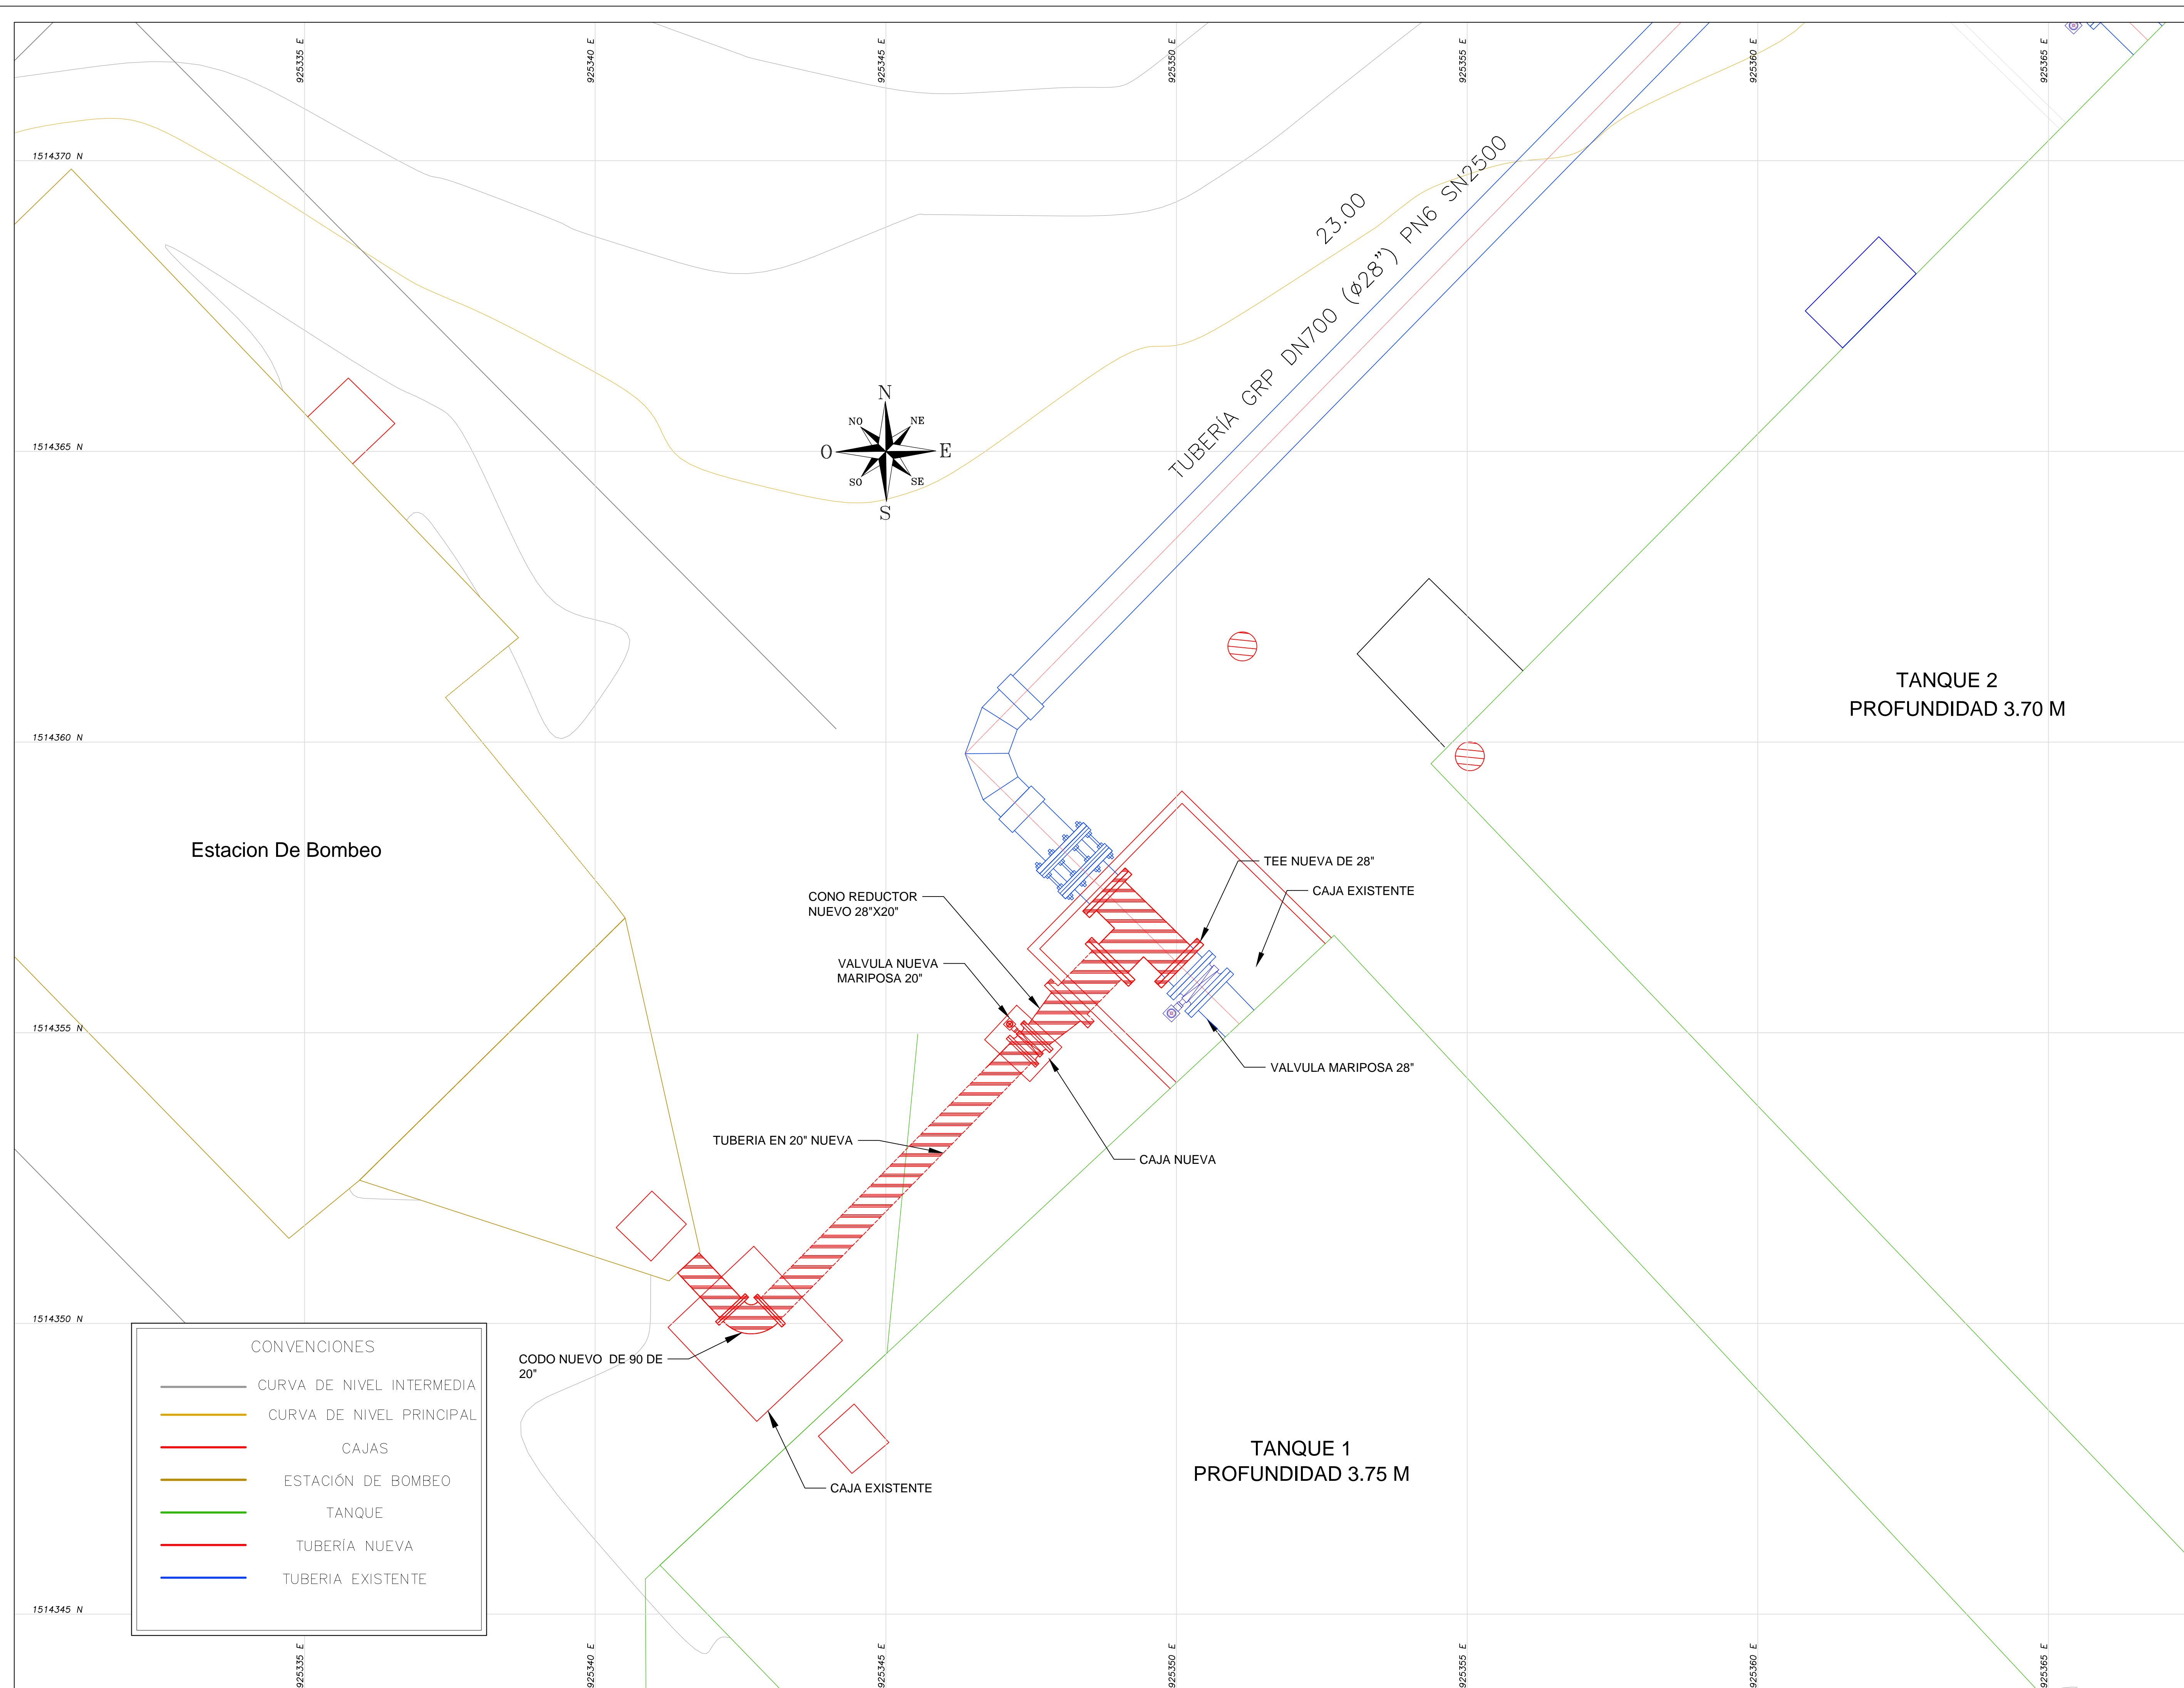 925335 E
925340 E
925345 E
925350 E
925355 E
925360 E
925365 E
1514370 N
1514365 N
1514360 N
1514355 N
1514350 N
1514345 N
23.00
TUBERÍA GRP DN700 (ø28") PN6 SN2500
N
NO
NE
O
E
SO
SE
S
TANQUE 2
PROFUNDIDAD 3.70 M
Estacion De Bombeo
TEE NUEVA DE 28"
CAJA EXISTENTE
CONO REDUCTOR
NUEVO 28"X20"
VALVULA NUEVA
MARIPOSA 20"
VALVULA MARIPOSA 28"
TUBERIA EN 20" NUEVA
CAJA NUEVA
CODO NUEVO DE 90 DE
20"
CAJA EXISTENTE
TANQUE 1
PROFUNDIDAD 3.75 M
CONVENCIONES
CURVA DE NIVEL INTERMEDIA
CURVA DE NIVEL PRINCIPAL
CAJAS
ESTACIÓN DE BOMBEO
TANQUE
TUBERÍA NUEVA
TUBERIA EXISTENTE
925335 E
925340 E
925345 E
925350 E
925355 E
925360 E
925365 E